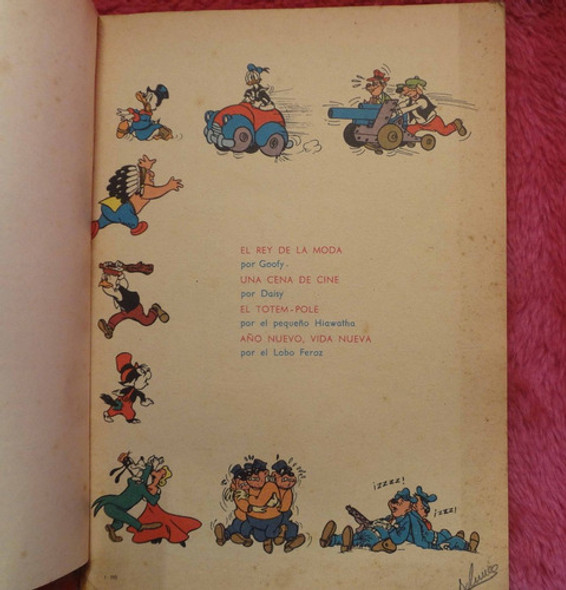 EL REY DE LA MODA
por Goofy.
UNA CENA DE CINE
por Daisy
EL TOTEM-POLE
por el pequeño Hiawatha
AÑO NUEVO, VIDA NUEVA
por el Lobo Feroz
¡ZZZZ!
¡ZZZ!